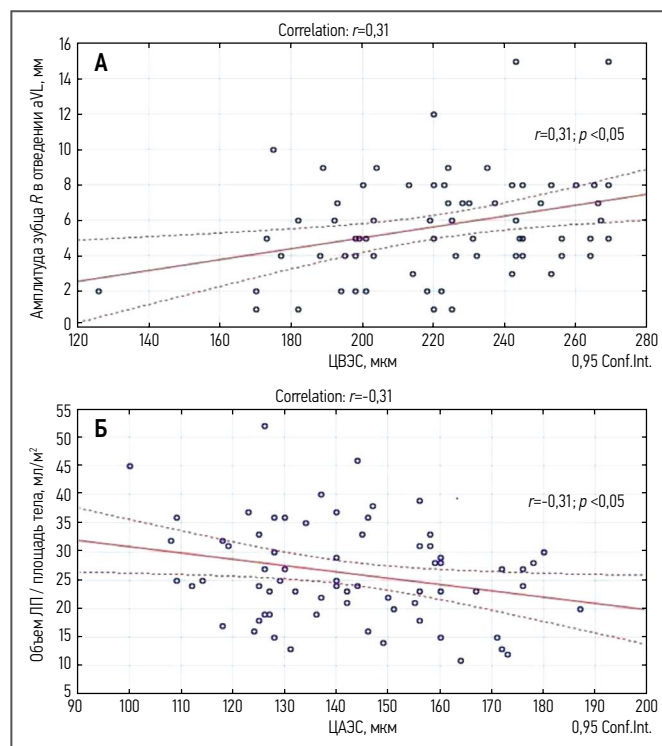 Correlation: r=0,31
А
Амплитуда зубца R в отведении aVL, мм
16
14
12
10
8
6
4
2
0
r=0,31; p <0,05
120 140 160 180 200 220 240 260 280
ЦВЭС, мкм
0,95 Conf.Int.
Correlation: r=-0,31
Б
Объем ЛП / площадь тела, мл/м²
55
50
45
40
35
30
25
20
15
10
5
r=-0,31; p <0,05
90 100 110 120 130 140 150 160 170 180 190 200
ЦАЭС, мкм
0,95 Conf.Int.